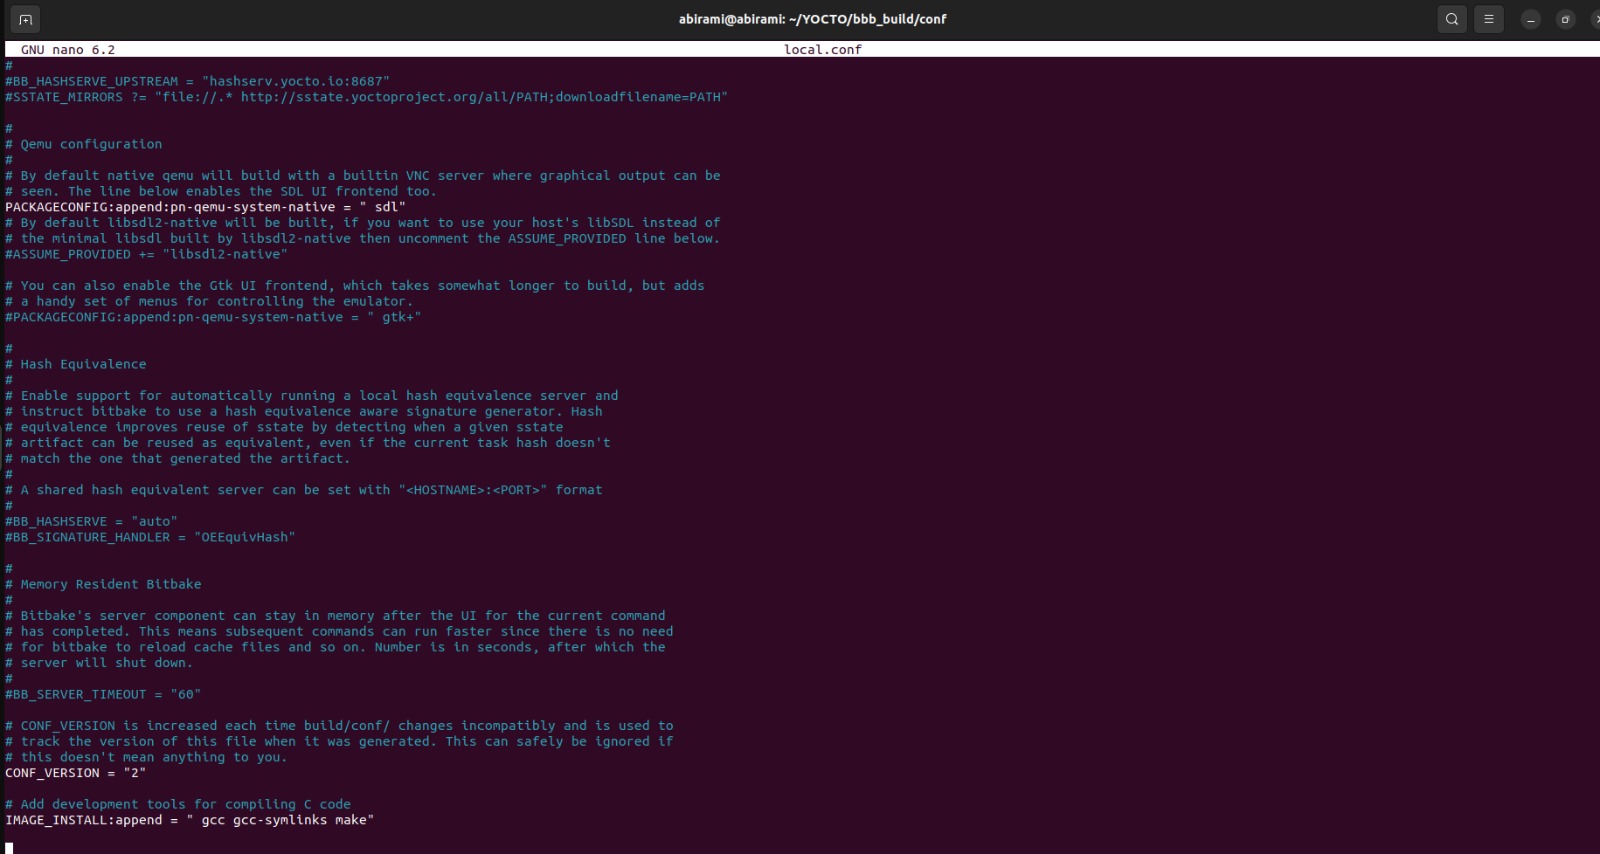 abirami@abirami: ~/YOCTO/bbb_build/conf
GNU nano 6.2 local.conf
#
#BB_HASHSERVE_UPSTREAM = "hashserv.yocto.io:8687"
#SSTATE_MIRRORS ?= "file://.* http://sstate.yoctoproject.org/all/PATH;downloadfilename=PATH"
#
# Qemu configuration
#
# By default native qemu will build with a builtin VNC server where graphical output can be
# seen. The line below enables the SDL UI frontend too.
PACKAGECONFIG:append:pn-qemu-system-native = " sdl"
# By default libsdl2-native will be built, if you want to use your host's libSDL instead of
# the minimal libsdl built by libsdl2-native then uncomment the ASSUME_PROVIDED line below.
#ASSUME_PROVIDED += "libsdl2-native"
# You can also enable the Gtk UI frontend, which takes somewhat longer to build, but adds
# a handy set of menus for controlling the emulator.
#PACKAGECONFIG:append:pn-qemu-system-native = " gtk+"
#
# Hash Equivalence
#
# Enable support for automatically running a local hash equivalence server and
# instruct bitbake to use a hash equivalence aware signature generator. Hash
# equivalence improves reuse of sstate by detecting when a given sstate
# artifact can be reused as equivalent, even if the current task hash doesn't
# match the one that generated the artifact.
#
# A shared hash equivalent server can be set with "<HOSTNAME>:<PORT>" format
#
#BB_HASHSERVE = "auto"
#BB_SIGNATURE_HANDLER = "OEEquivHash"
#
# Memory Resident Bitbake
#
# Bitbake's server component can stay in memory after the UI for the current command
# has completed. This means subsequent commands can run faster since there is no need
# for bitbake to reload cache files and so on. Number is in seconds, after which the
# server will shut down.
#
#BB_SERVER_TIMEOUT = "60"
# CONF_VERSION is increased each time build/conf/ changes incompatibly and is used to
# track the version of this file when it was generated. This can safely be ignored if
# this doesn't mean anything to you.
CONF_VERSION = "2"
# Add development tools for compiling C code
IMAGE_INSTALL:append = " gcc gcc-symlinks make"